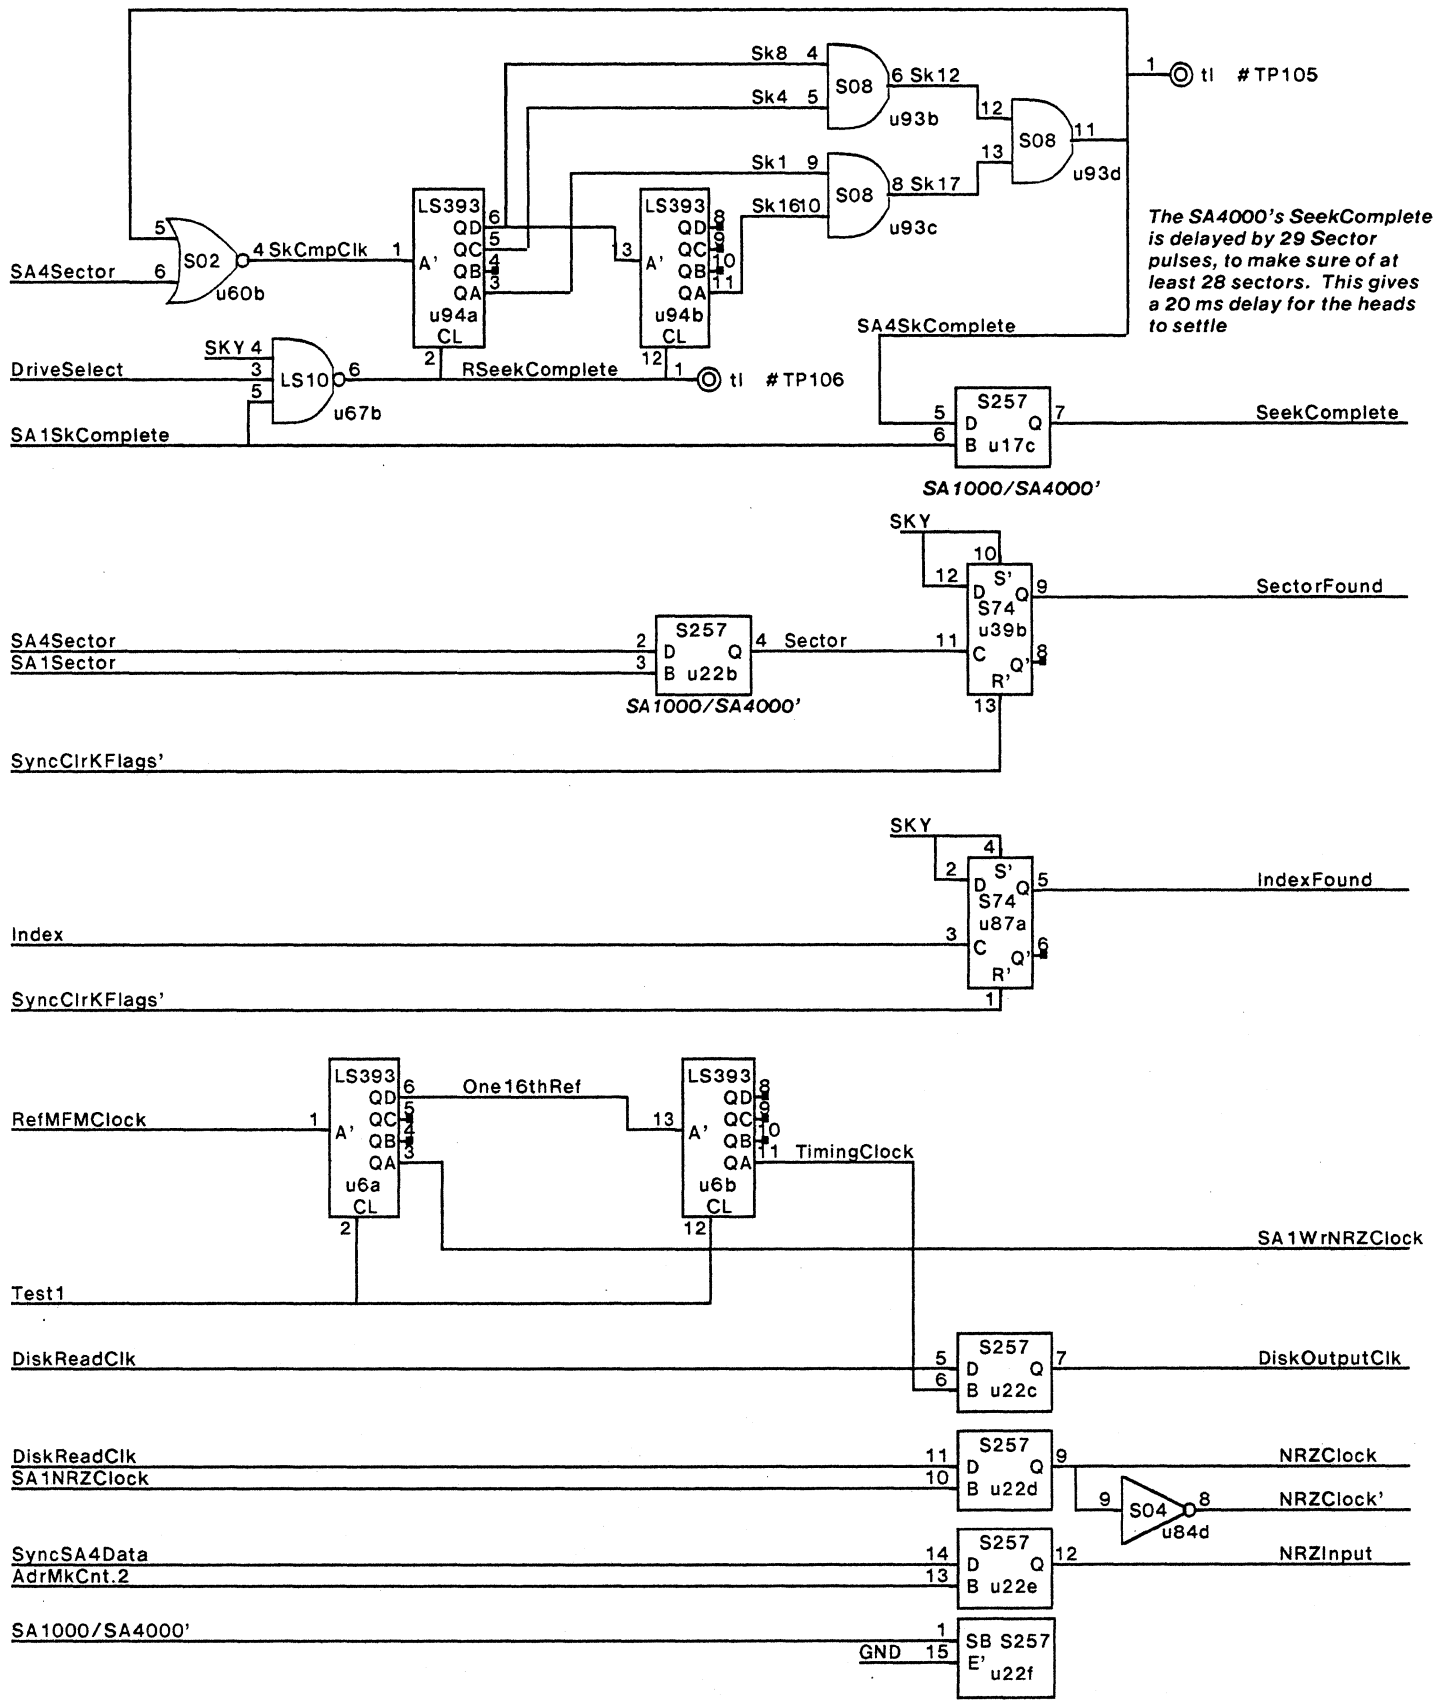 Sk8 4
S08
6 Sk12
Sk4 5
u93b
12
S08
11
13
u93d
1 tl #TP105
Sk1 9
S08
8 Sk17
Sk1610
u93c
LS393
QD 6
QC 5
QB 4
QA 3
A'
u94a
CL
2
LS393
QD 8
QC 9
QB 10
QA 11
13 A'
u94b
CL
12
5
S02
4 SkCmpClk 1
SA4Sector 6
u60b
The SA4000's SeekComplete
is delayed by 29 Sector
pulses, to make sure of at
least 28 sectors. This gives
a 20 ms delay for the heads
to settle
SA4SkComplete
SKY 4
DriveSelect 3
LS10
6
RSeekComplete
1 tl #TP106
5
u67b
SA1SkComplete
S257
5 D Q 7
SeekComplete
6 B u17c
SA1000/SA4000'
SKY
10
12 S'
D Q 9
SectorFound
S74
u39b
11 C
Q' 8
R'
13
SA4Sector
SA1Sector
S257
2 D Q 4 Sector
3 B u22b
SA1000/SA4000'
SyncClrKFlags'
SKY
4
2 S'
D Q 5
IndexFound
S74
u87a
Index
3 C
Q' 6
R'
1
SyncClrKFlags'
LS393
QD 6
One16thRef
QC 5
RefMFMClock 1 A'
QB 4
QA 3
u6a
CL
2
LS393
QD 8
QC 9
13 A'
QB 10
QA 11
TimingClock
u6b
CL
12
SA1WrNRZClock
Test1
S257
DiskReadClk 5 D Q 7 DiskOutputClk
6 B u22c
S257
DiskReadClk 11 D Q 9 NRZClock
SA1NRZClock 10 B u22d
9 S04 8 NRZClock'
u84d
S257
SyncSA4Data 14 D Q 12 NRZInput
AdrMkCnt.2 13 B u22e
SA1000/SA4000' 1 SB S257
GND 15 E'
u22f